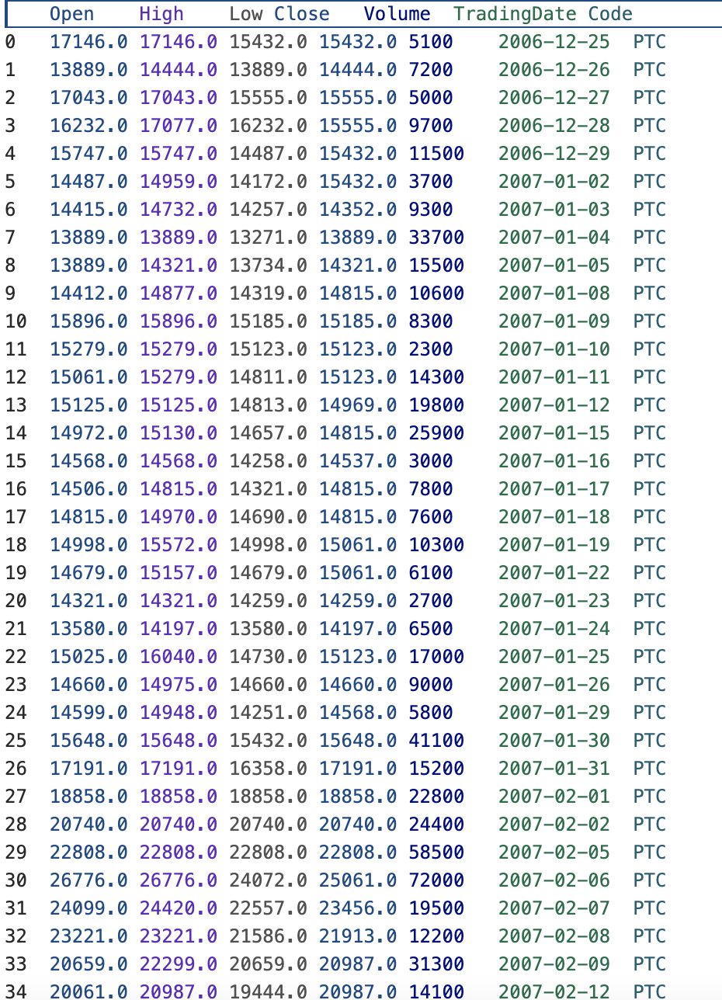 Open High Low Close Volume TradingDate Code
0 17146.0 17146.0 15432.0 15432.0 5100 2006-12-25 PTC
1 13889.0 14444.0 13889.0 14444.0 7200 2006-12-26 PTC
2 17043.0 17043.0 15555.0 15555.0 5000 2006-12-27 PTC
3 16232.0 17077.0 16232.0 15555.0 9700 2006-12-28 PTC
4 15747.0 15747.0 14487.0 15432.0 11500 2006-12-29 PTC
5 14487.0 14959.0 14172.0 15432.0 3700 2007-01-02 PTC
6 14415.0 14732.0 14257.0 14352.0 9300 2007-01-03 PTC
7 13889.0 13889.0 13271.0 13889.0 33700 2007-01-04 PTC
8 13889.0 14321.0 13734.0 14321.0 15500 2007-01-05 PTC
9 14412.0 14877.0 14319.0 14815.0 10600 2007-01-08 PTC
10 15896.0 15896.0 15185.0 15185.0 8300 2007-01-09 PTC
11 15279.0 15279.0 15123.0 15123.0 2300 2007-01-10 PTC
12 15061.0 15279.0 14811.0 15123.0 14300 2007-01-11 PTC
13 15125.0 15125.0 14813.0 14969.0 19800 2007-01-12 PTC
14 14972.0 15130.0 14657.0 14815.0 25900 2007-01-15 PTC
15 14568.0 14568.0 14258.0 14537.0 3000 2007-01-16 PTC
16 14506.0 14815.0 14321.0 14815.0 7800 2007-01-17 PTC
17 14815.0 14970.0 14690.0 14815.0 7600 2007-01-18 PTC
18 14998.0 15572.0 14998.0 15061.0 10300 2007-01-19 PTC
19 14679.0 15157.0 14679.0 15061.0 6100 2007-01-22 PTC
20 14321.0 14321.0 14259.0 14259.0 2700 2007-01-23 PTC
21 13580.0 14197.0 13580.0 14197.0 6500 2007-01-24 PTC
22 15025.0 16040.0 14730.0 15123.0 17000 2007-01-25 PTC
23 14660.0 14975.0 14660.0 14660.0 9000 2007-01-26 PTC
24 14599.0 14948.0 14251.0 14568.0 5800 2007-01-29 PTC
25 15648.0 15648.0 15432.0 15648.0 41100 2007-01-30 PTC
26 17191.0 17191.0 16358.0 17191.0 15200 2007-01-31 PTC
27 18858.0 18858.0 18858.0 18858.0 22800 2007-02-01 PTC
28 20740.0 20740.0 20740.0 20740.0 24400 2007-02-02 PTC
29 22808.0 22808.0 22808.0 22808.0 58500 2007-02-05 PTC
30 26776.0 26776.0 24072.0 25061.0 72000 2007-02-06 PTC
31 24099.0 24420.0 22557.0 23456.0 19500 2007-02-07 PTC
32 23221.0 23221.0 21586.0 21913.0 12200 2007-02-08 PTC
33 20659.0 22299.0 20659.0 20987.0 31300 2007-02-09 PTC
34 20061.0 20987.0 19444.0 20987.0 14100 2007-02-12 PTC